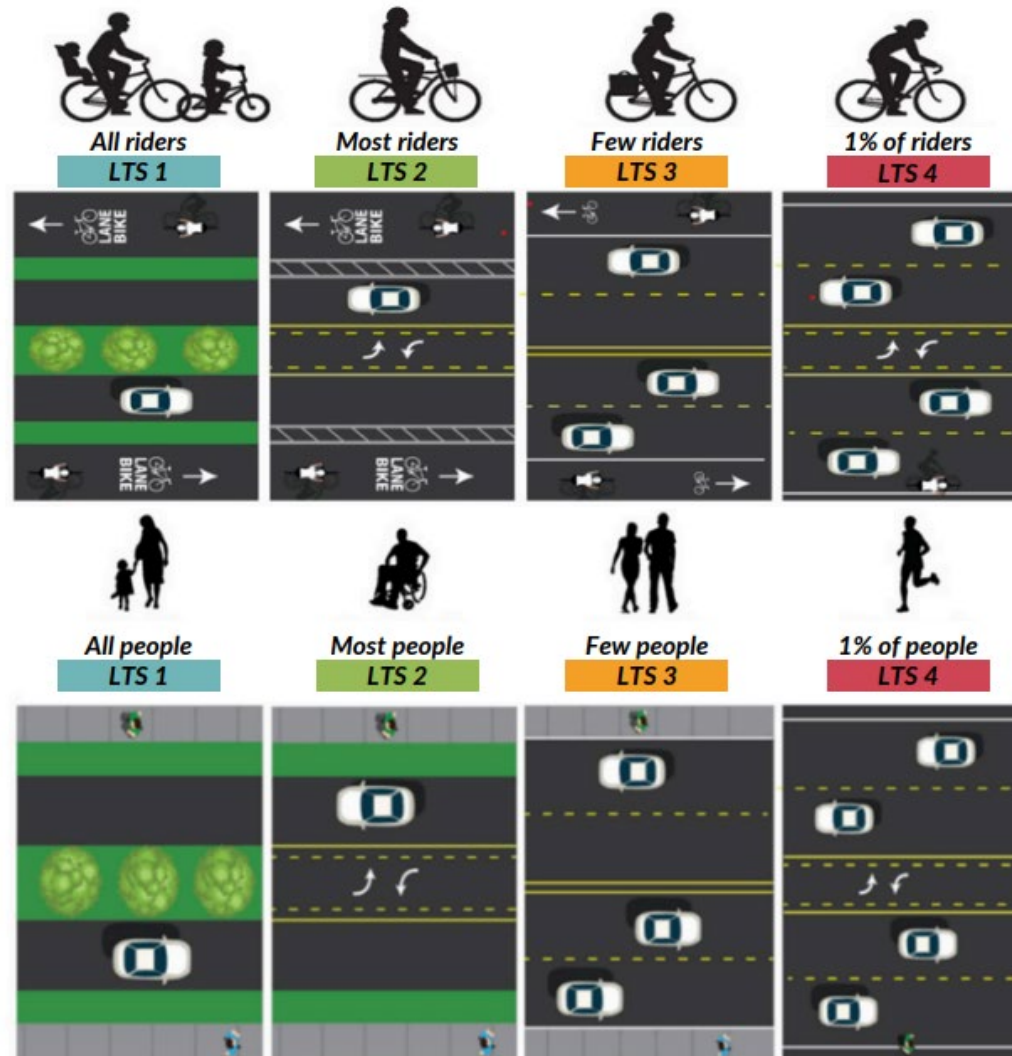 All riders
LTS 1
Most riders
LTS 2
Few riders
LTS 3
1% of riders
LTS 4
LANE
BIKE
LANE
BIKE
BIKE
LANE
BIKE
LANE
All people
LTS 1
Most people
LTS 2
Few people
LTS 3
1% of people
LTS 4